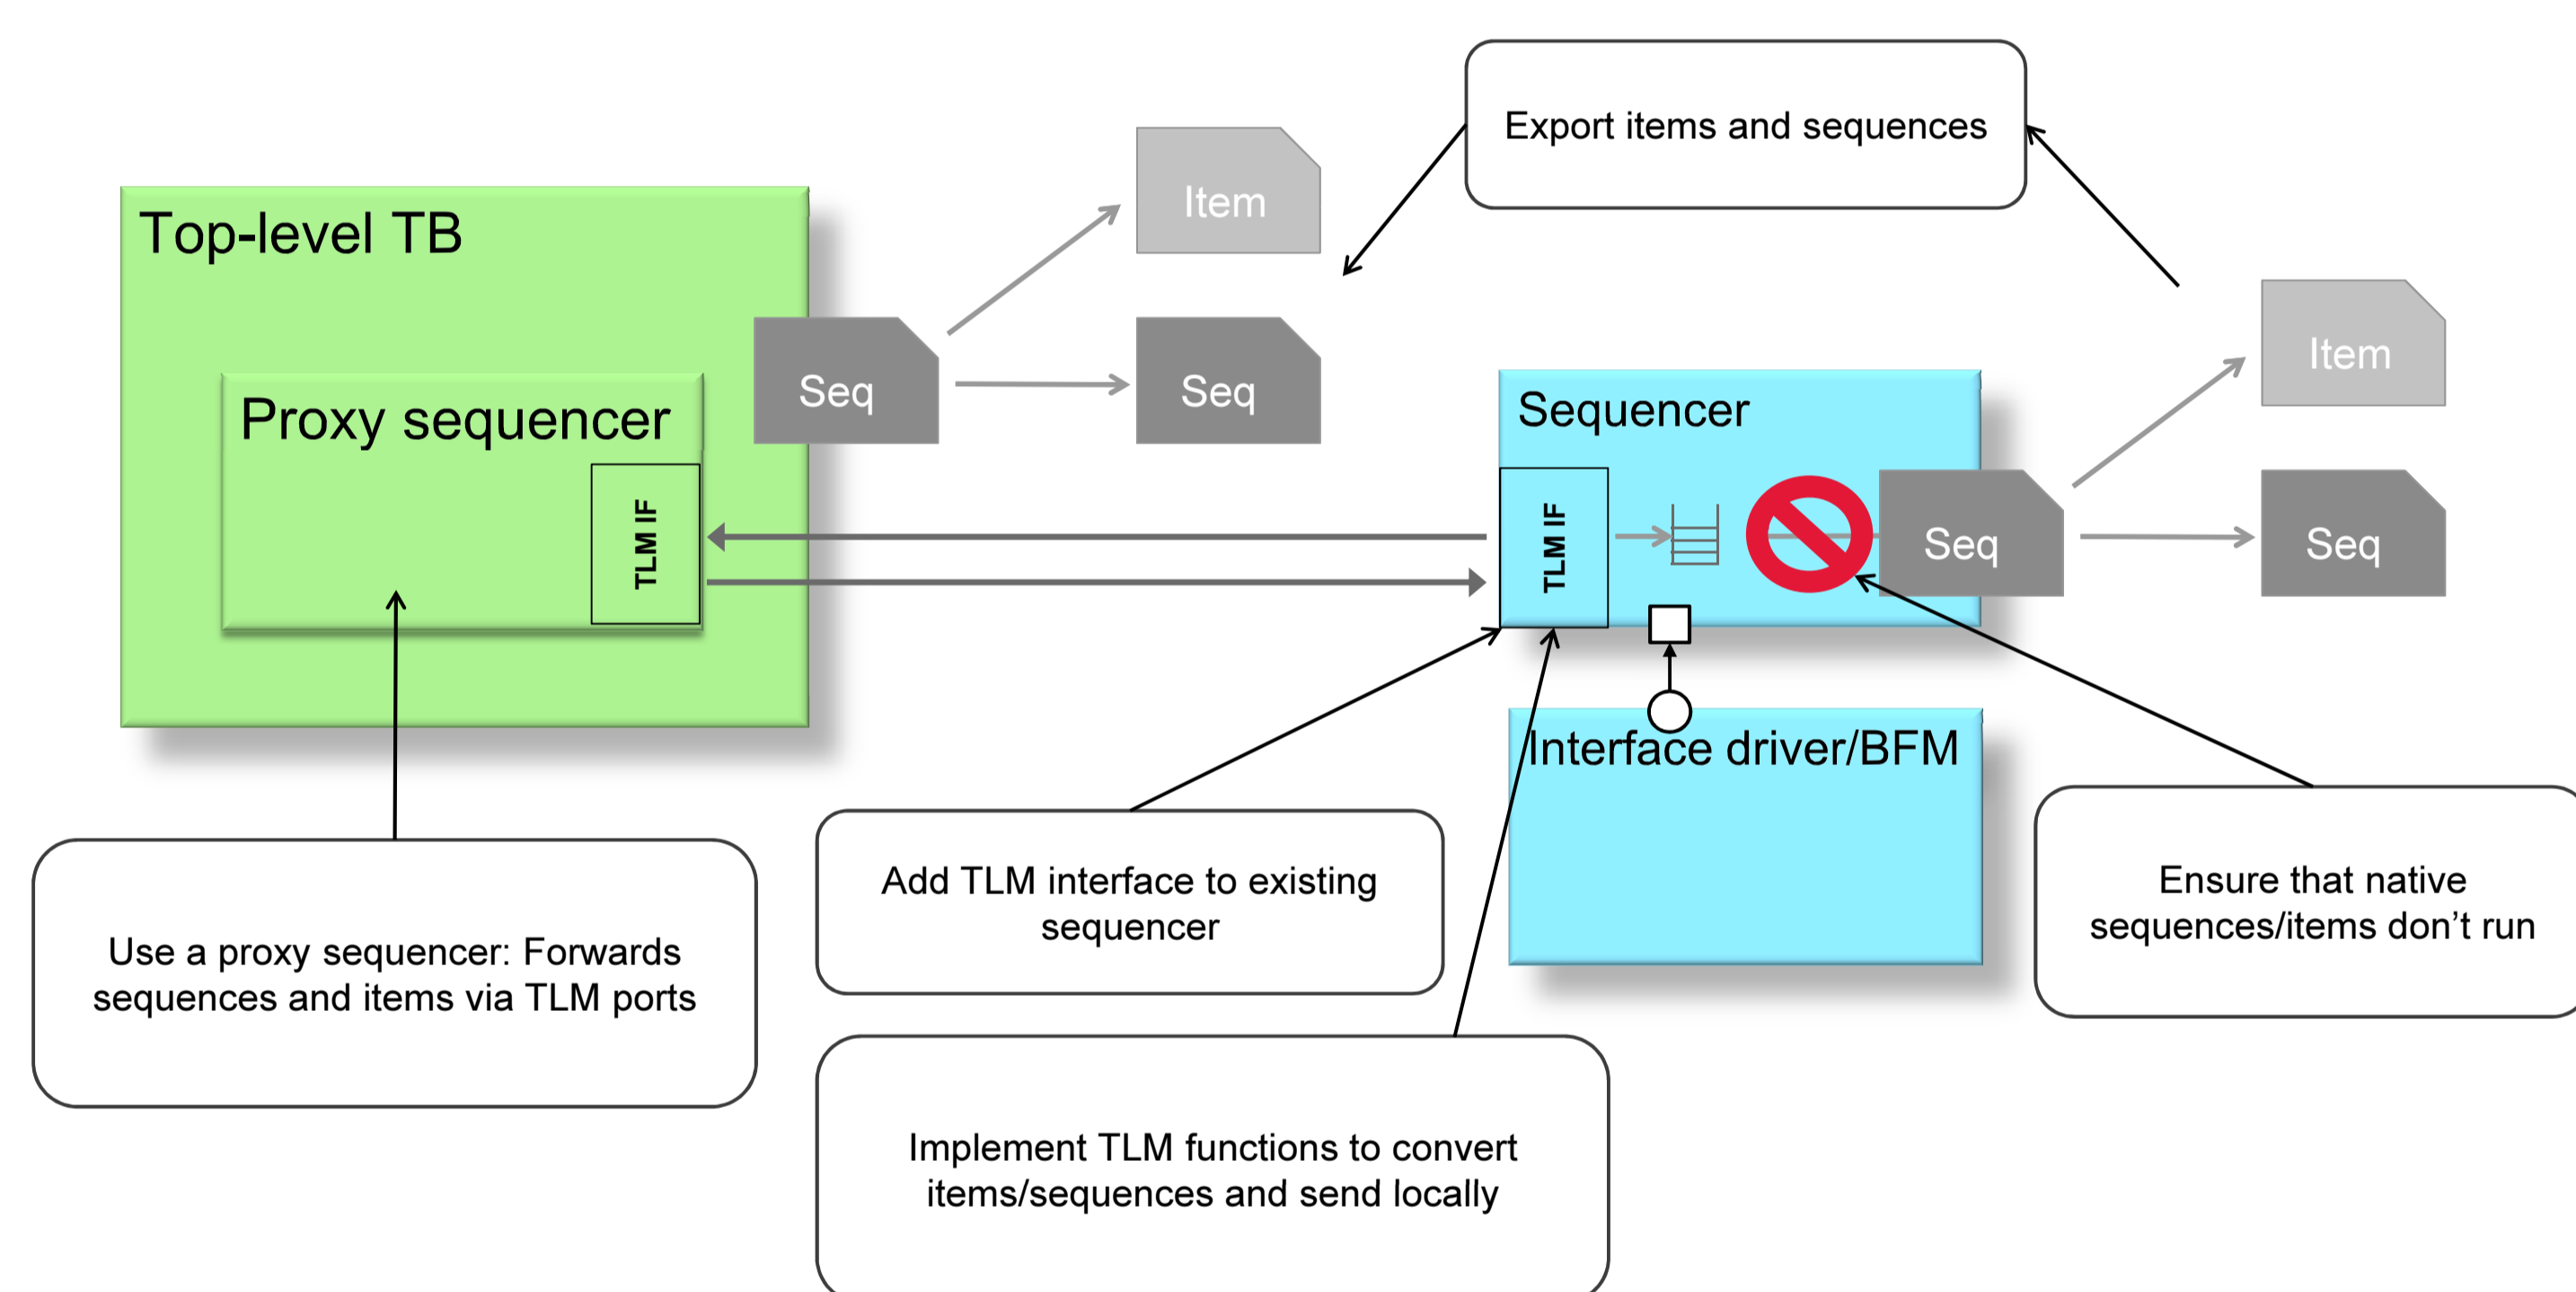 Export items and sequences
Item
Top-level TB
Seq
Seq
Proxy sequencer
TLM IF
Item
Sequencer
TLM IF
Seq
Seq
Interface driver/BFM
Use a proxy sequencer: Forwards
sequences and items via TLM ports
Add TLM interface to existing
sequencer
Ensure that native
sequences/items don’t run
Implement TLM functions to convert
items/sequences and send locally